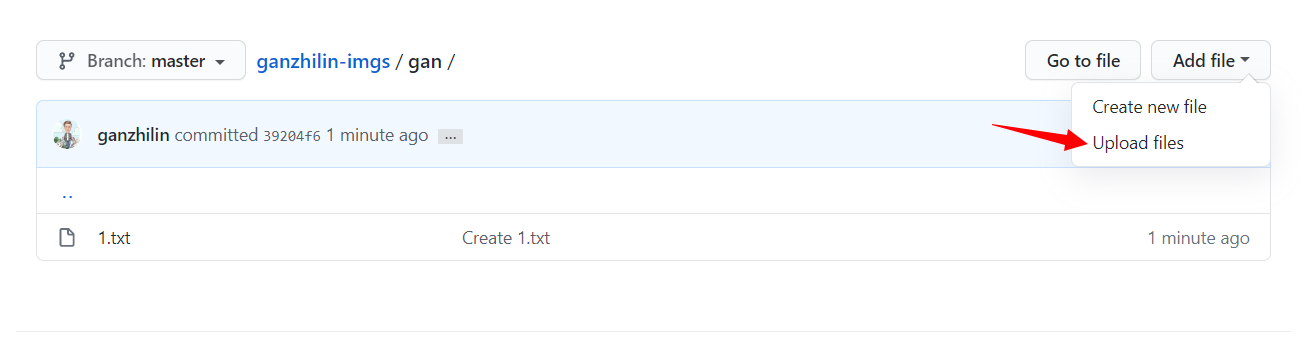 Branch: master ganzhilin-imgs / gan / Go to file Add file
Create new file
ganzhilin committed 39204f6 1 minute ago ...
Upload files
..
1.txt Create 1.txt 1 minute ago